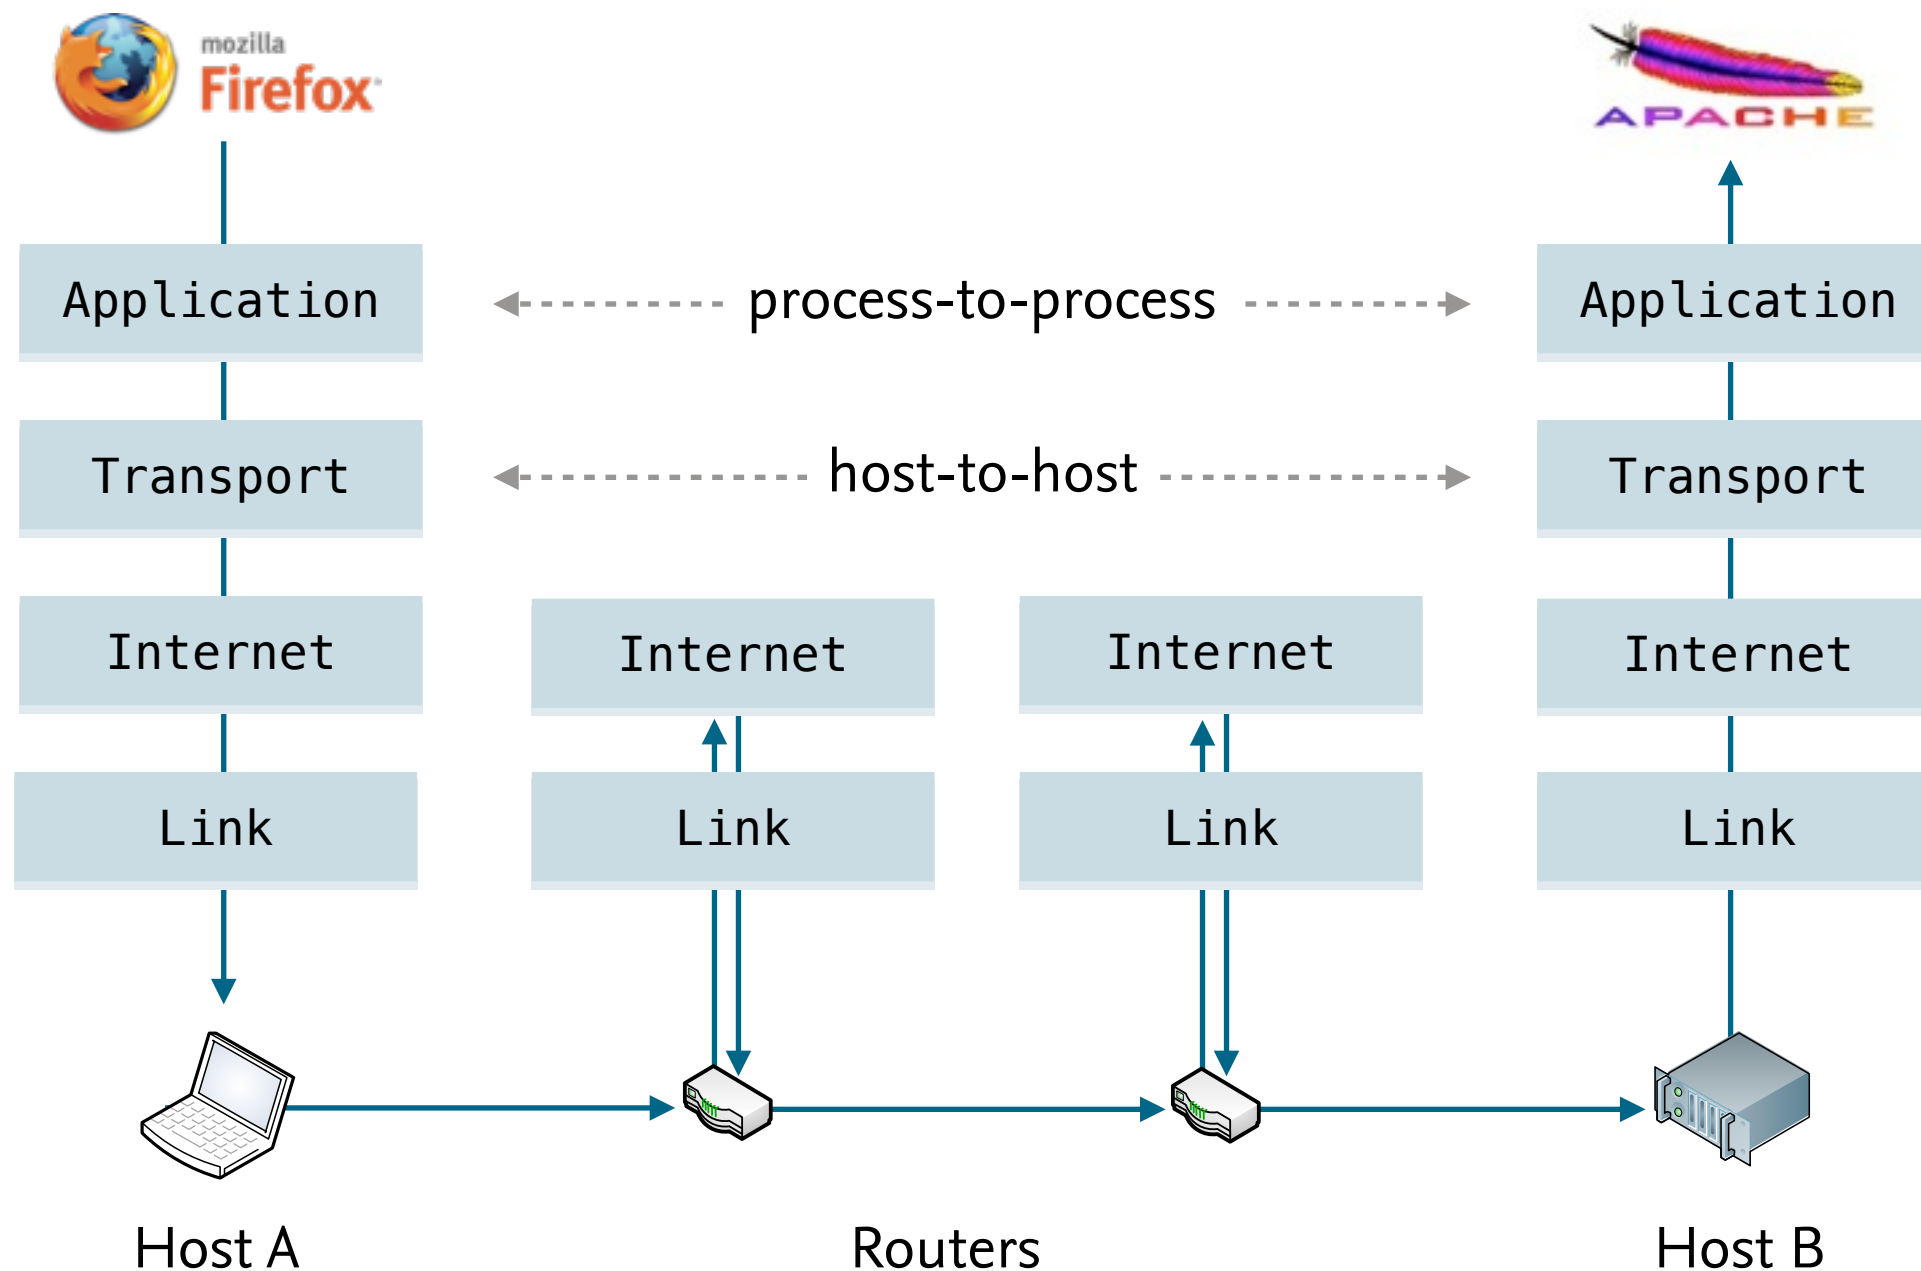 mozilla
Firefox
APACHE
Application
process-to-process
Application
Transport
host-to-host
Transport
Internet
Internet
Internet
Internet
Link
Link
Link
Link
Host A
Routers
Host B